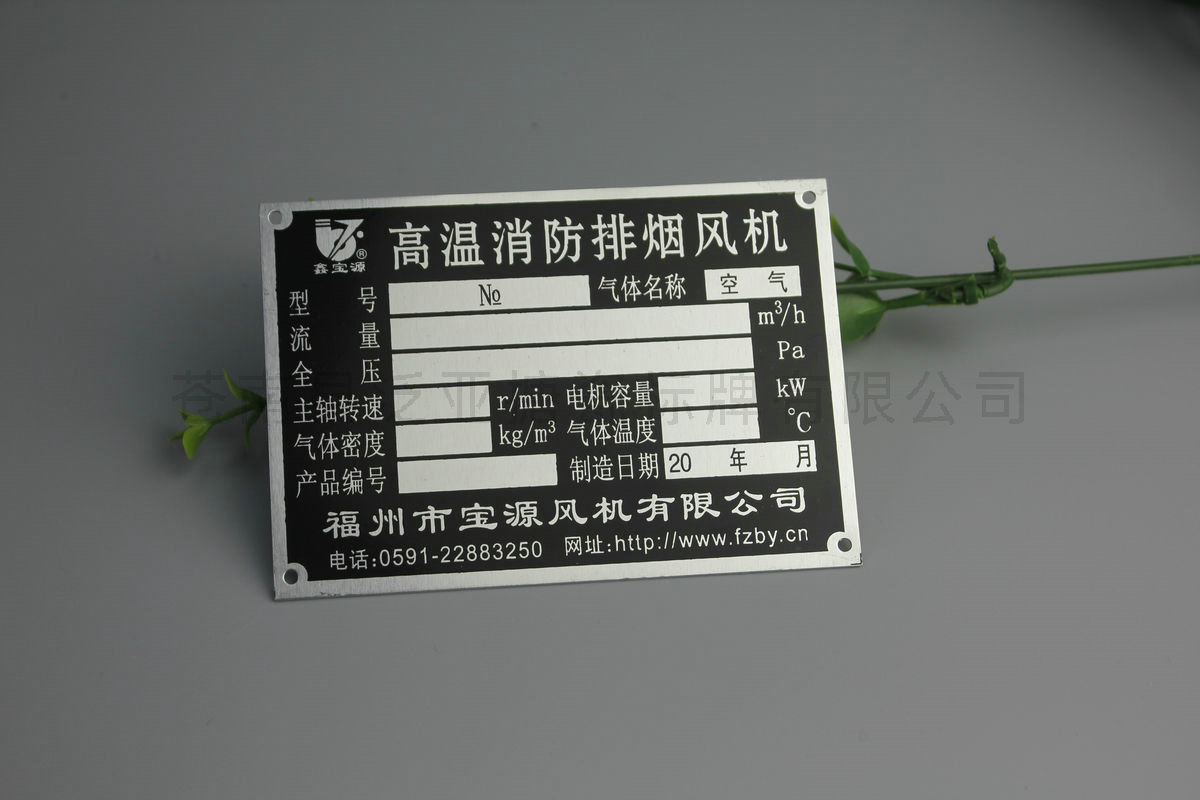 鑫宝源®
高温消防排烟风机
型号 № 气体名称 空气
流量 m³/h
全压 Pa
主轴转速 r/min 电机容量 kW
气体密度 kg/m³ 气体温度 ℃
产品编号 制造日期 20 年 月
福州市宝源风机有限公司
电话:0591-22883250 网址:http://www.fzby.cn